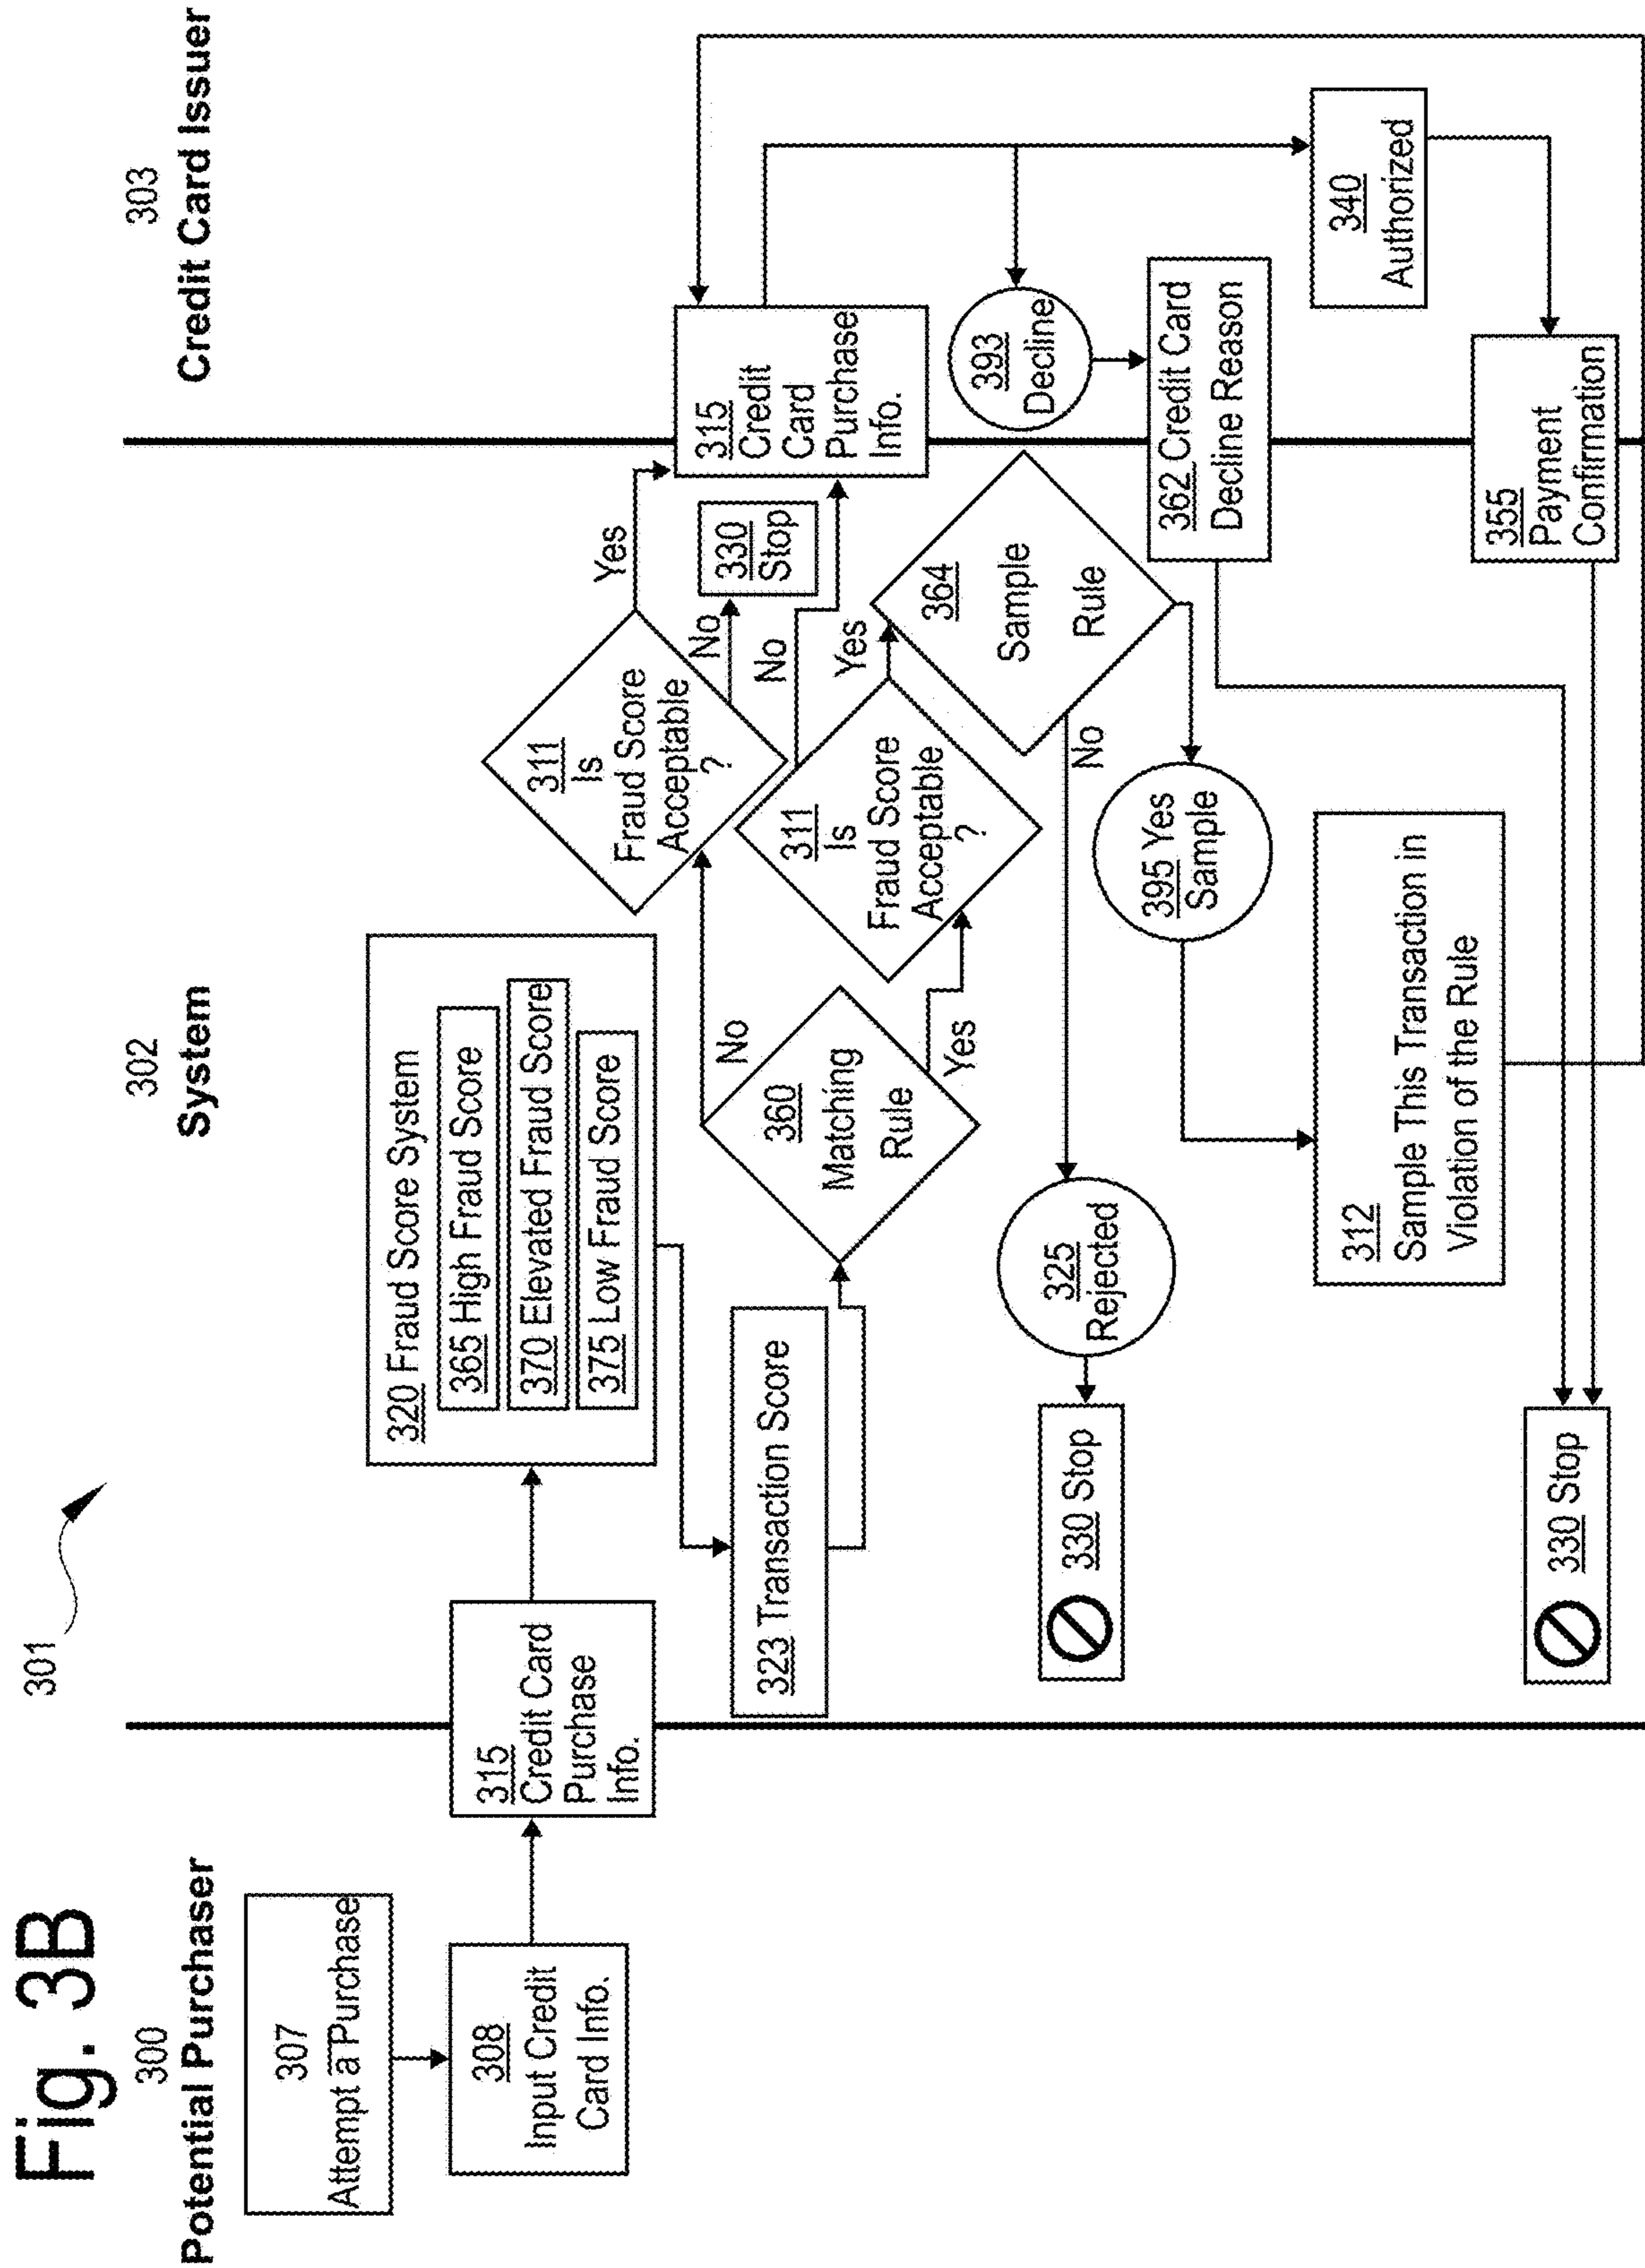 Fig. 3B
301
300
Potential Purchaser
302
System
303
Credit Card Issuer
307
Attempt a Purchase
308
Input Credit
Card Info.
315
Credit Card
Purchase
Info.
320 Fraud Score System
365 High Fraud Score
370 Elevated Fraud Score
375 Low Fraud Score
323 Transaction Score
360
Matching
Rule
No
Yes
311
Is
Fraud Score
Acceptable
?
Yes
No
330
Stop
311
Is
Fraud Score
Acceptable
?
No
Yes
315
Credit
Card
Purchase
Info.
364
Sample
Rule
No
325
Rejected
330 Stop
395 Yes
Sample
312
Sample This Transaction in
Violation of the Rule
393
Decline
362 Credit Card
Decline Reason
340
Authorized
355
Payment
Confirmation
330 Stop